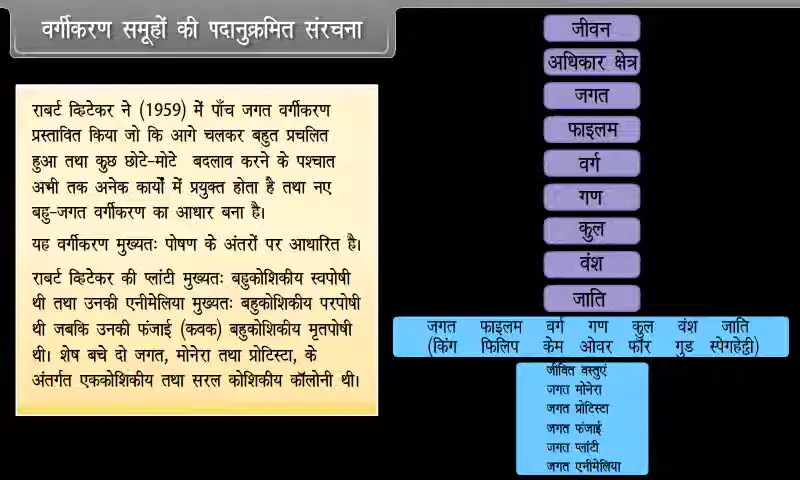 वर्गीकरण समूहों की पदानुक्रमित संरचना
राबर्ट व्हिटेकर ने (1959) में पाँच जगत वर्गीकरण
प्रस्तावित किया जो कि आगे चलकर बहुत प्रचलित
हुआ तथा कुछ छोटे-मोटे बदलाव करने के पश्चात
अभी तक अनेक कार्यों में प्रयुक्त होता है तथा नए
बहु-जगत वर्गीकरण का आधार बना है।
यह वर्गीकरण मुख्यतः पोषण के अंतरों पर आधारित है।
राबर्ट व्हिटेकर की प्लांटी मुख्यतः बहुकोशिकीय स्वपोषी
थी तथा उनकी एनीमेलिया मुख्यतः बहुकोशिकीय परपोषी
थी जबकि उनकी फंजाई (कवक) बहुकोशिकीय मृतपोषी
थी। शेष बचे दो जगत, मोनेरा तथा प्रोटिस्टा, के
अंतर्गत एककोशिकीय तथा सरल कोशिकीय कॉलोनी थी।
जीवन
अधिकार क्षेत्र
जगत
फाइलम
वर्ग
गण
कुल
वंश
जाति
जगत फाइलम वर्ग गण कुल वंश जाति
(किंग फिलिप केम ओवर फॉर गुड स्पेगहेट्टी)
जीवित वस्तुएं
जगत मोनेरा
जगत प्रोटिस्टा
जगत फंजाई
जगत प्लांटी
जगत एनीमेलिया